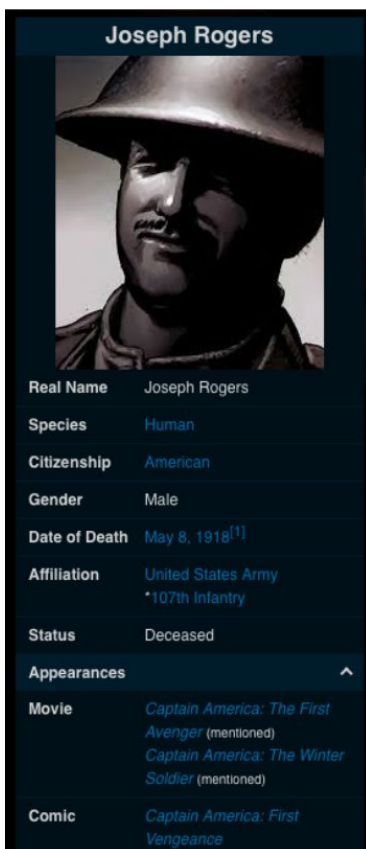 Joseph Rogers
Real Name Joseph Rogers
Species Human
Citizenship American
Gender Male
Date of Death May 8, 1918[1]
Affiliation United States Army
*107th Infantry
Status Deceased
Appearances
Movie Captain America: The First
Avenger (mentioned)
Captain America: The Winter
Soldier (mentioned)
Comic Captain America: First
Vengeance